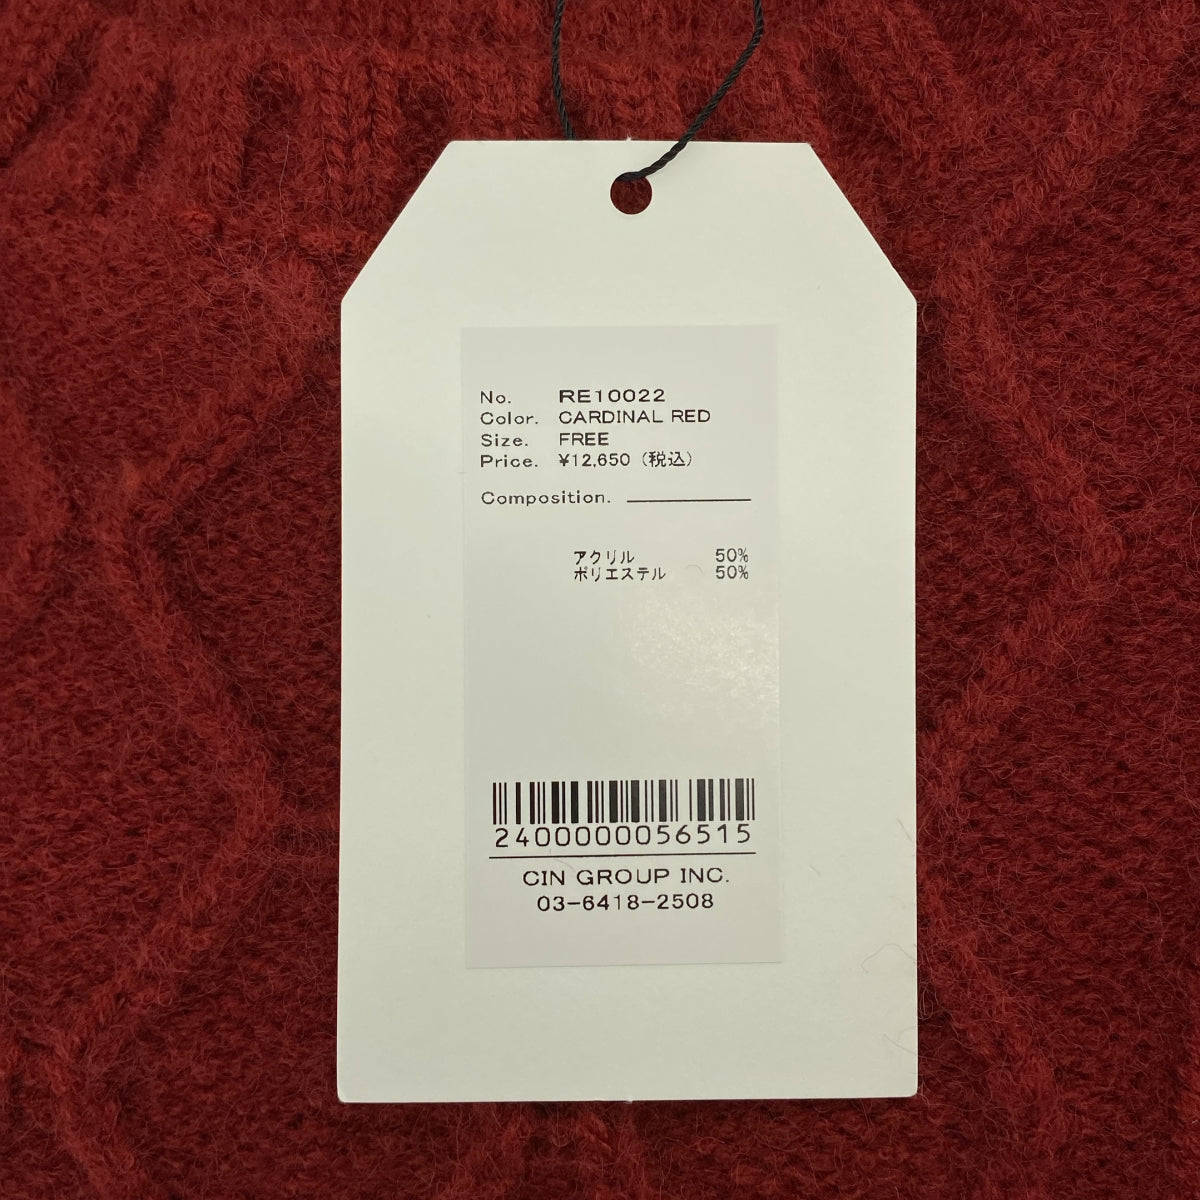 No. RE10022
Color. CARDINAL RED
Size. FREE
Price. ¥12,650 (税込)
Composition.
アクリル 50%
ポリエステル 50%
2400000056515
CIN GROUP INC.
03-6418-2508